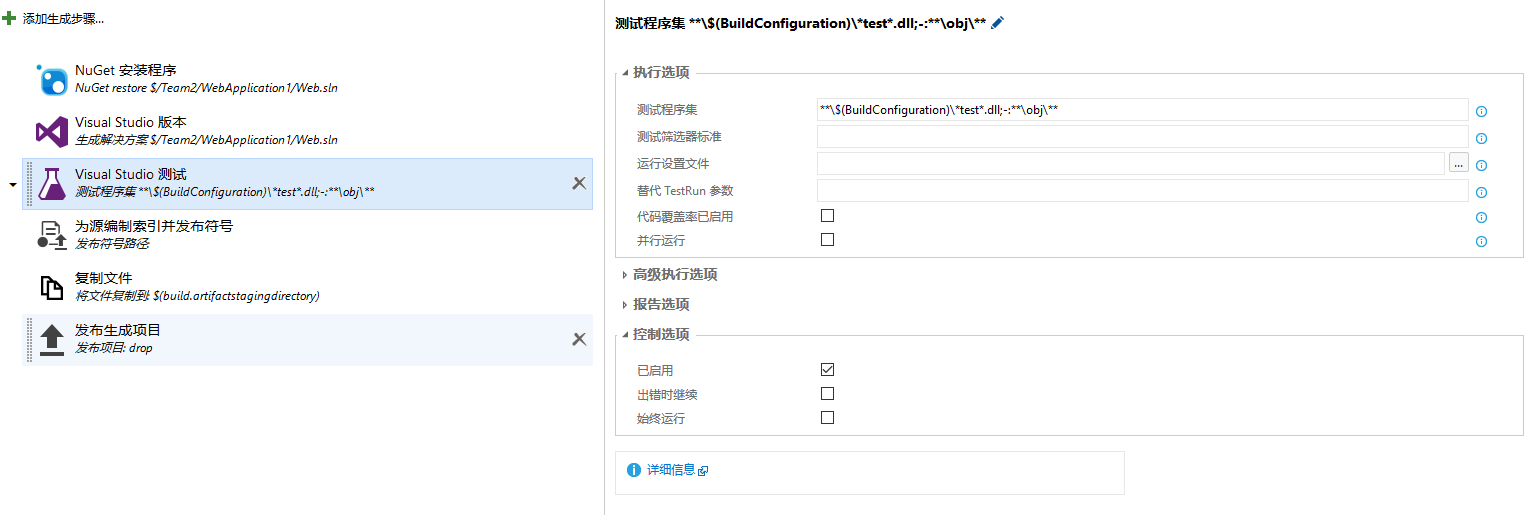 添加生成步骤...
NuGet 安装程序
NuGet restore $/Team2/WebApplication1/Web.sln
Visual Studio 版本
生成解决方案 $/Team2/WebApplication1/Web.sln
Visual Studio 测试
测试程序集 **\$(BuildConfiguration)\*test*.dll;-:**\obj\**
为源编制索引并发布符号
发布符号路径:
复制文件
将文件复制到: $(build.artifactstagingdirectory)
发布生成项目
发布项目: drop
测试程序集 **\$(BuildConfiguration)\*test*.dll;-:**\obj\**
执行选项
测试程序集 **\$(BuildConfiguration)\*test*.dll;-:**\obj\**
测试筛选器标准
运行设置文件 ...
替代 TestRun 参数
代码覆盖率已启用
并行运行
高级执行选项
报告选项
控制选项
已启用
出错时继续
始终运行
详细信息